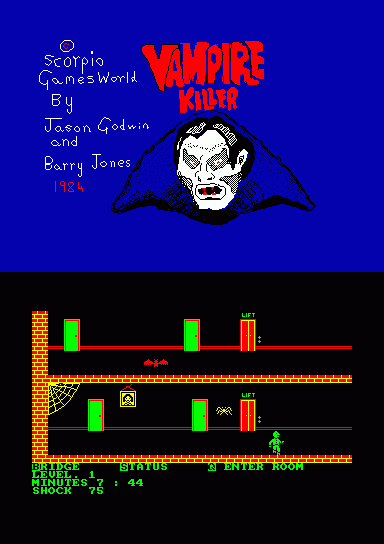 ©
Scorpio
GamesWorld
By
Jason Godwin
and
Barry Jones
1984
VAMPIRE
KILLER
LIFT
LIFT
BRIDGE STATUS Q ENTER ROOM
LEVEL. 1
MINUTES 7 : 44
SHOCK 75